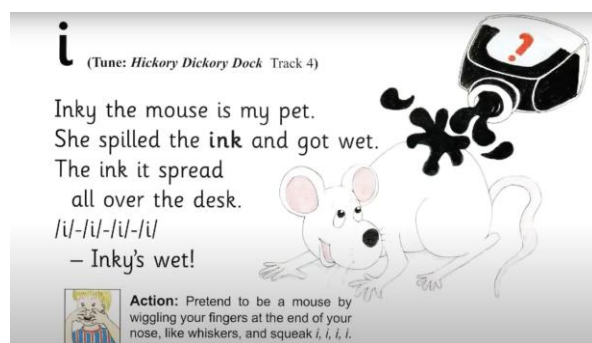 i
(Tune: Hickory Dickory Dock Track 4)
Inky the mouse is my pet.
She spilled the ink and got wet.
The ink it spread
all over the desk.
/i/-/i/-/i/-/i/
– Inky's wet!
Action: Pretend to be a mouse by
wiggling your fingers at the end of your
nose, like whiskers, and squeak i, i, i, i.
?